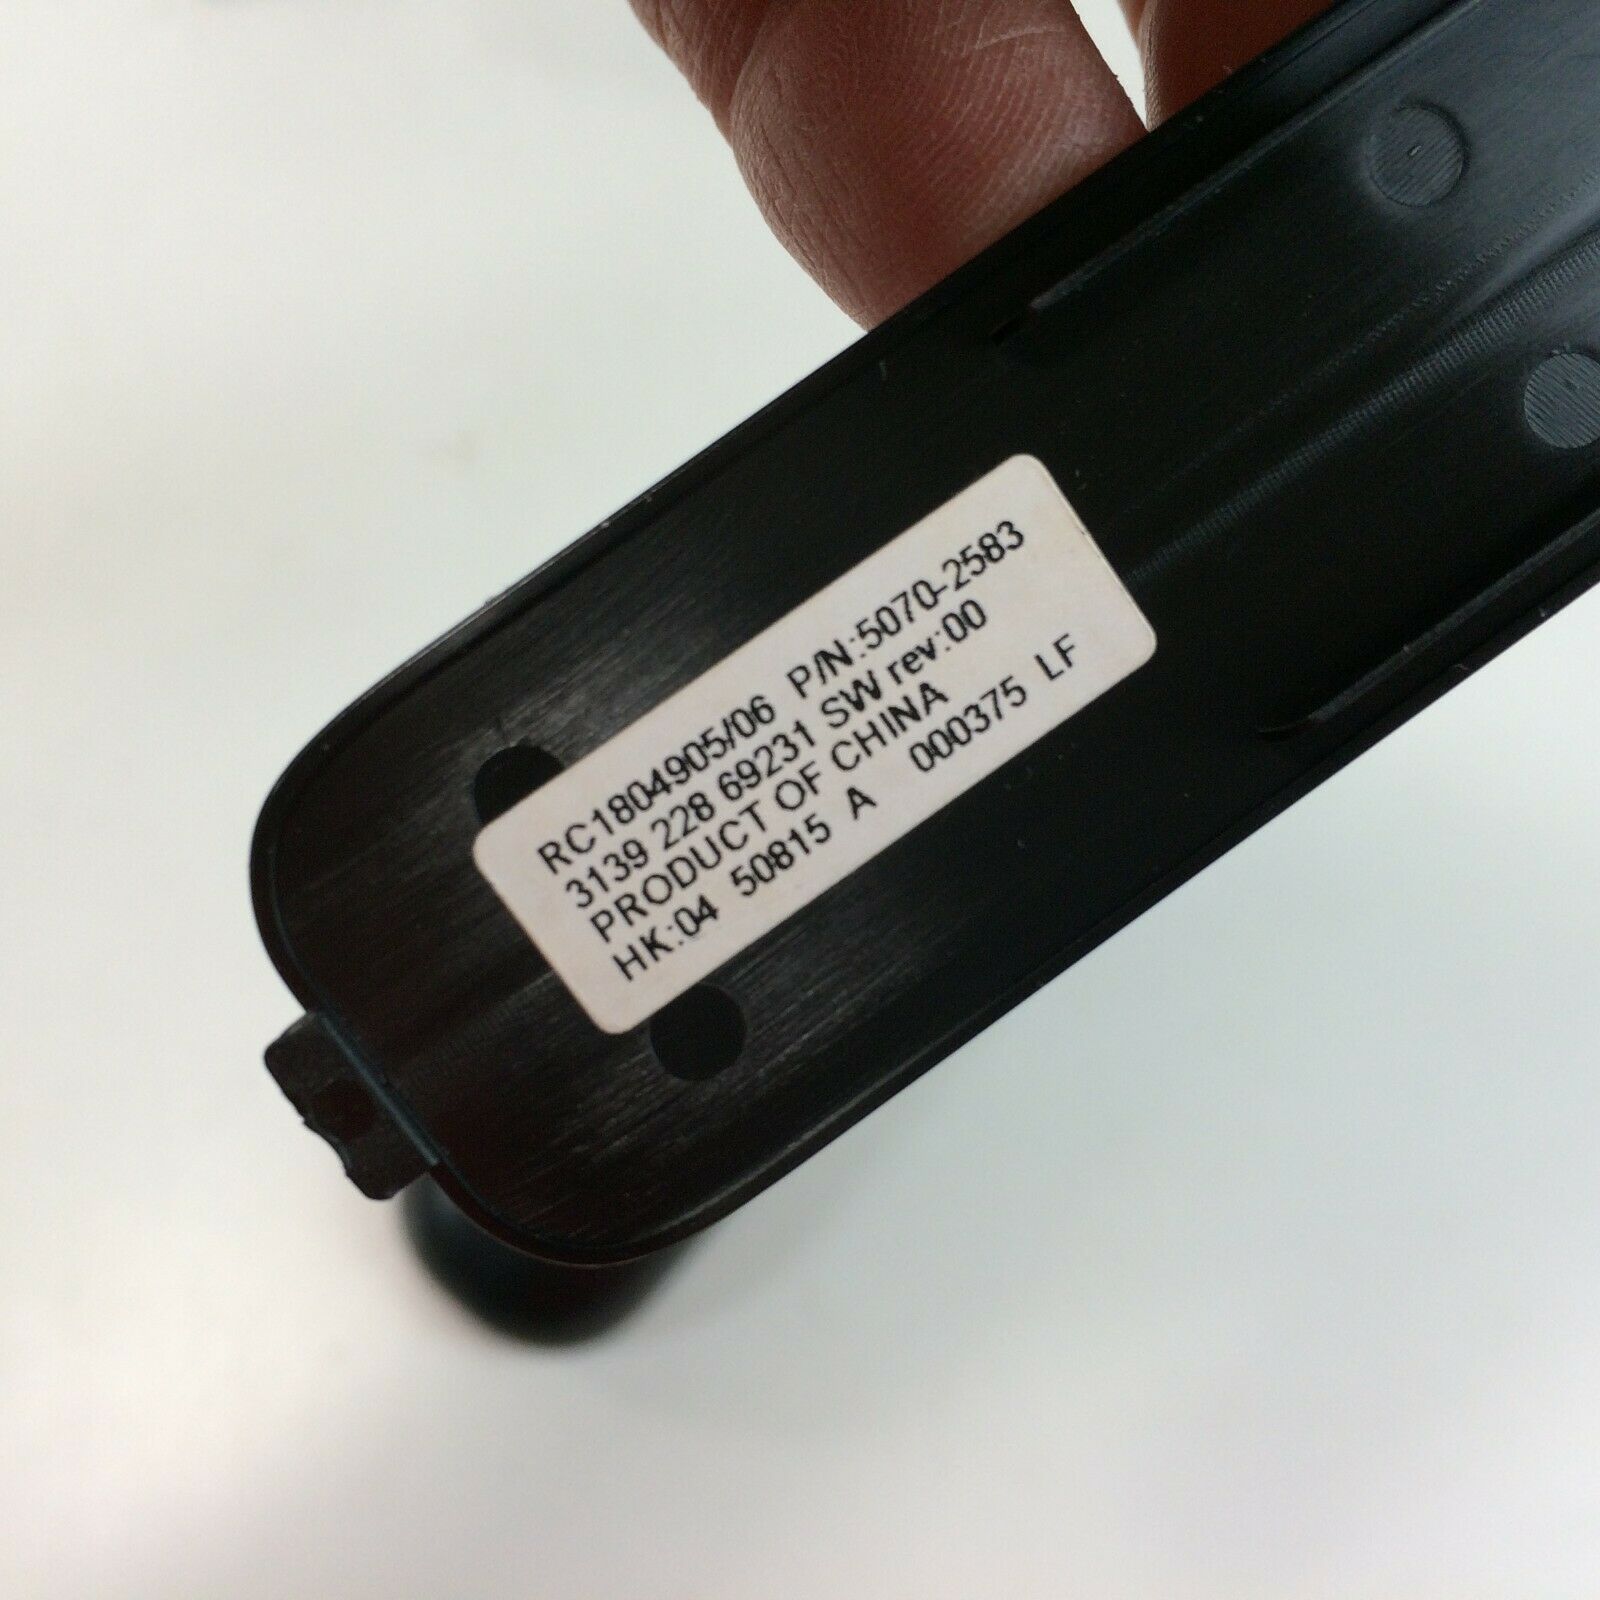 RC1804905/06 P/N:5070-2583
3139 228 69231 SW rev:00
PRODUCT OF CHINA
HK:04 50815 A 000375 LF